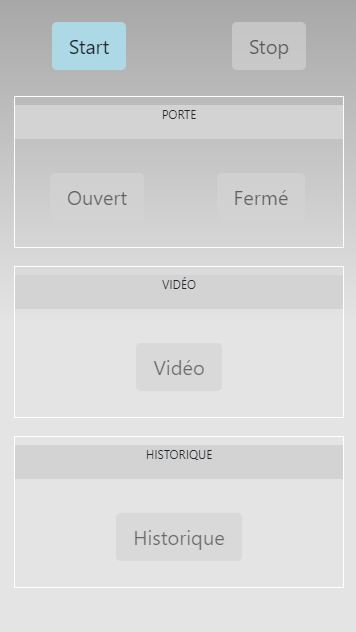 Start
Stop
PORTE
Ouvert
Fermé
VIDÉO
Vidéo
HISTORIQUE
Historique